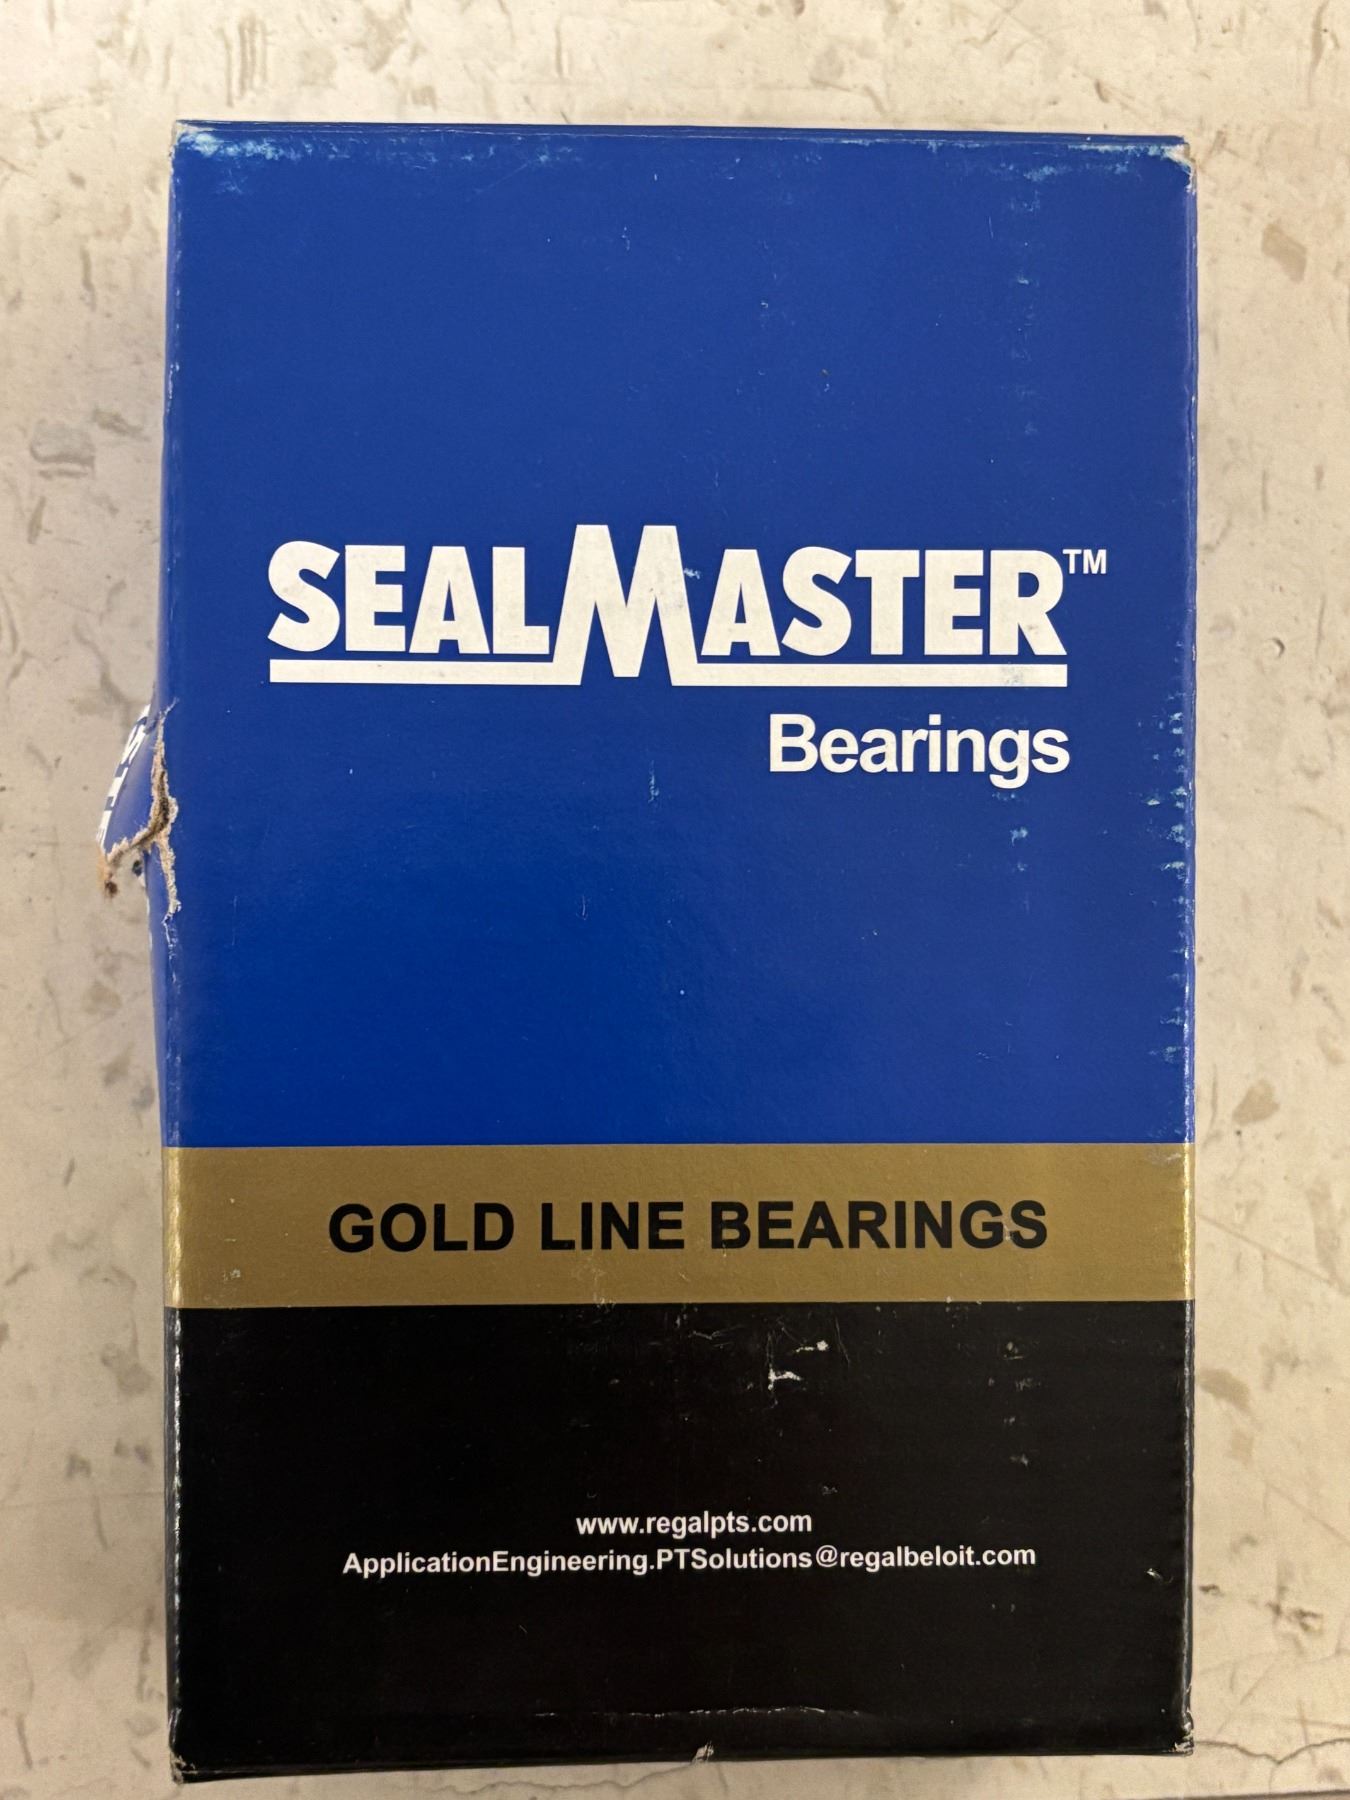 SEALMASTER™
Bearings
GOLD LINE BEARINGS
www.regalpts.com
ApplicationEngineering.PTSolutions@regalbeloit.com